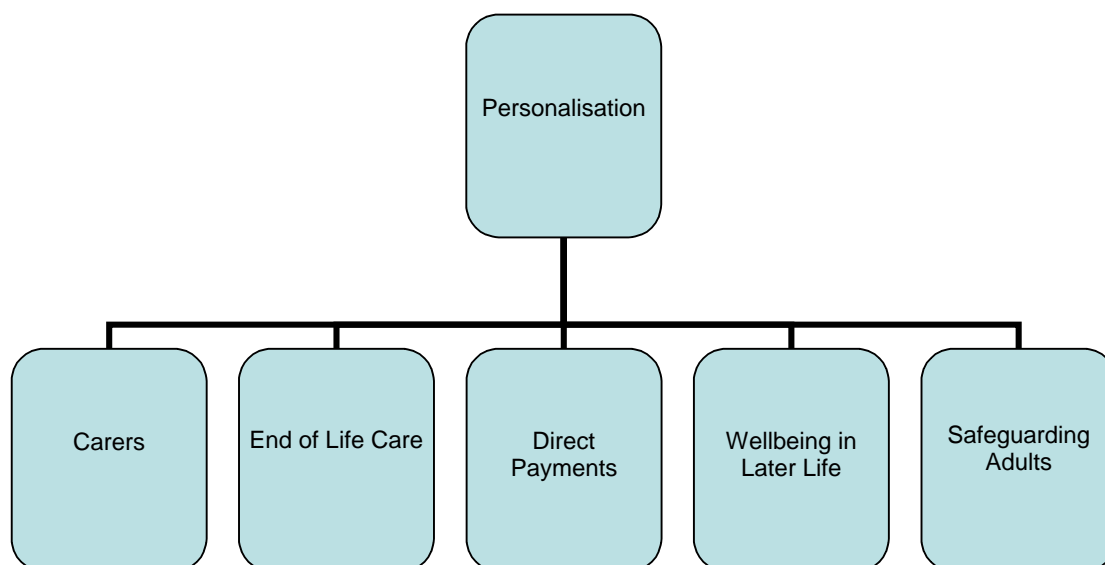 Personalisation
Carers
End of Life Care
Direct
Payments
Wellbeing in
Later Life
Safeguarding
Adults